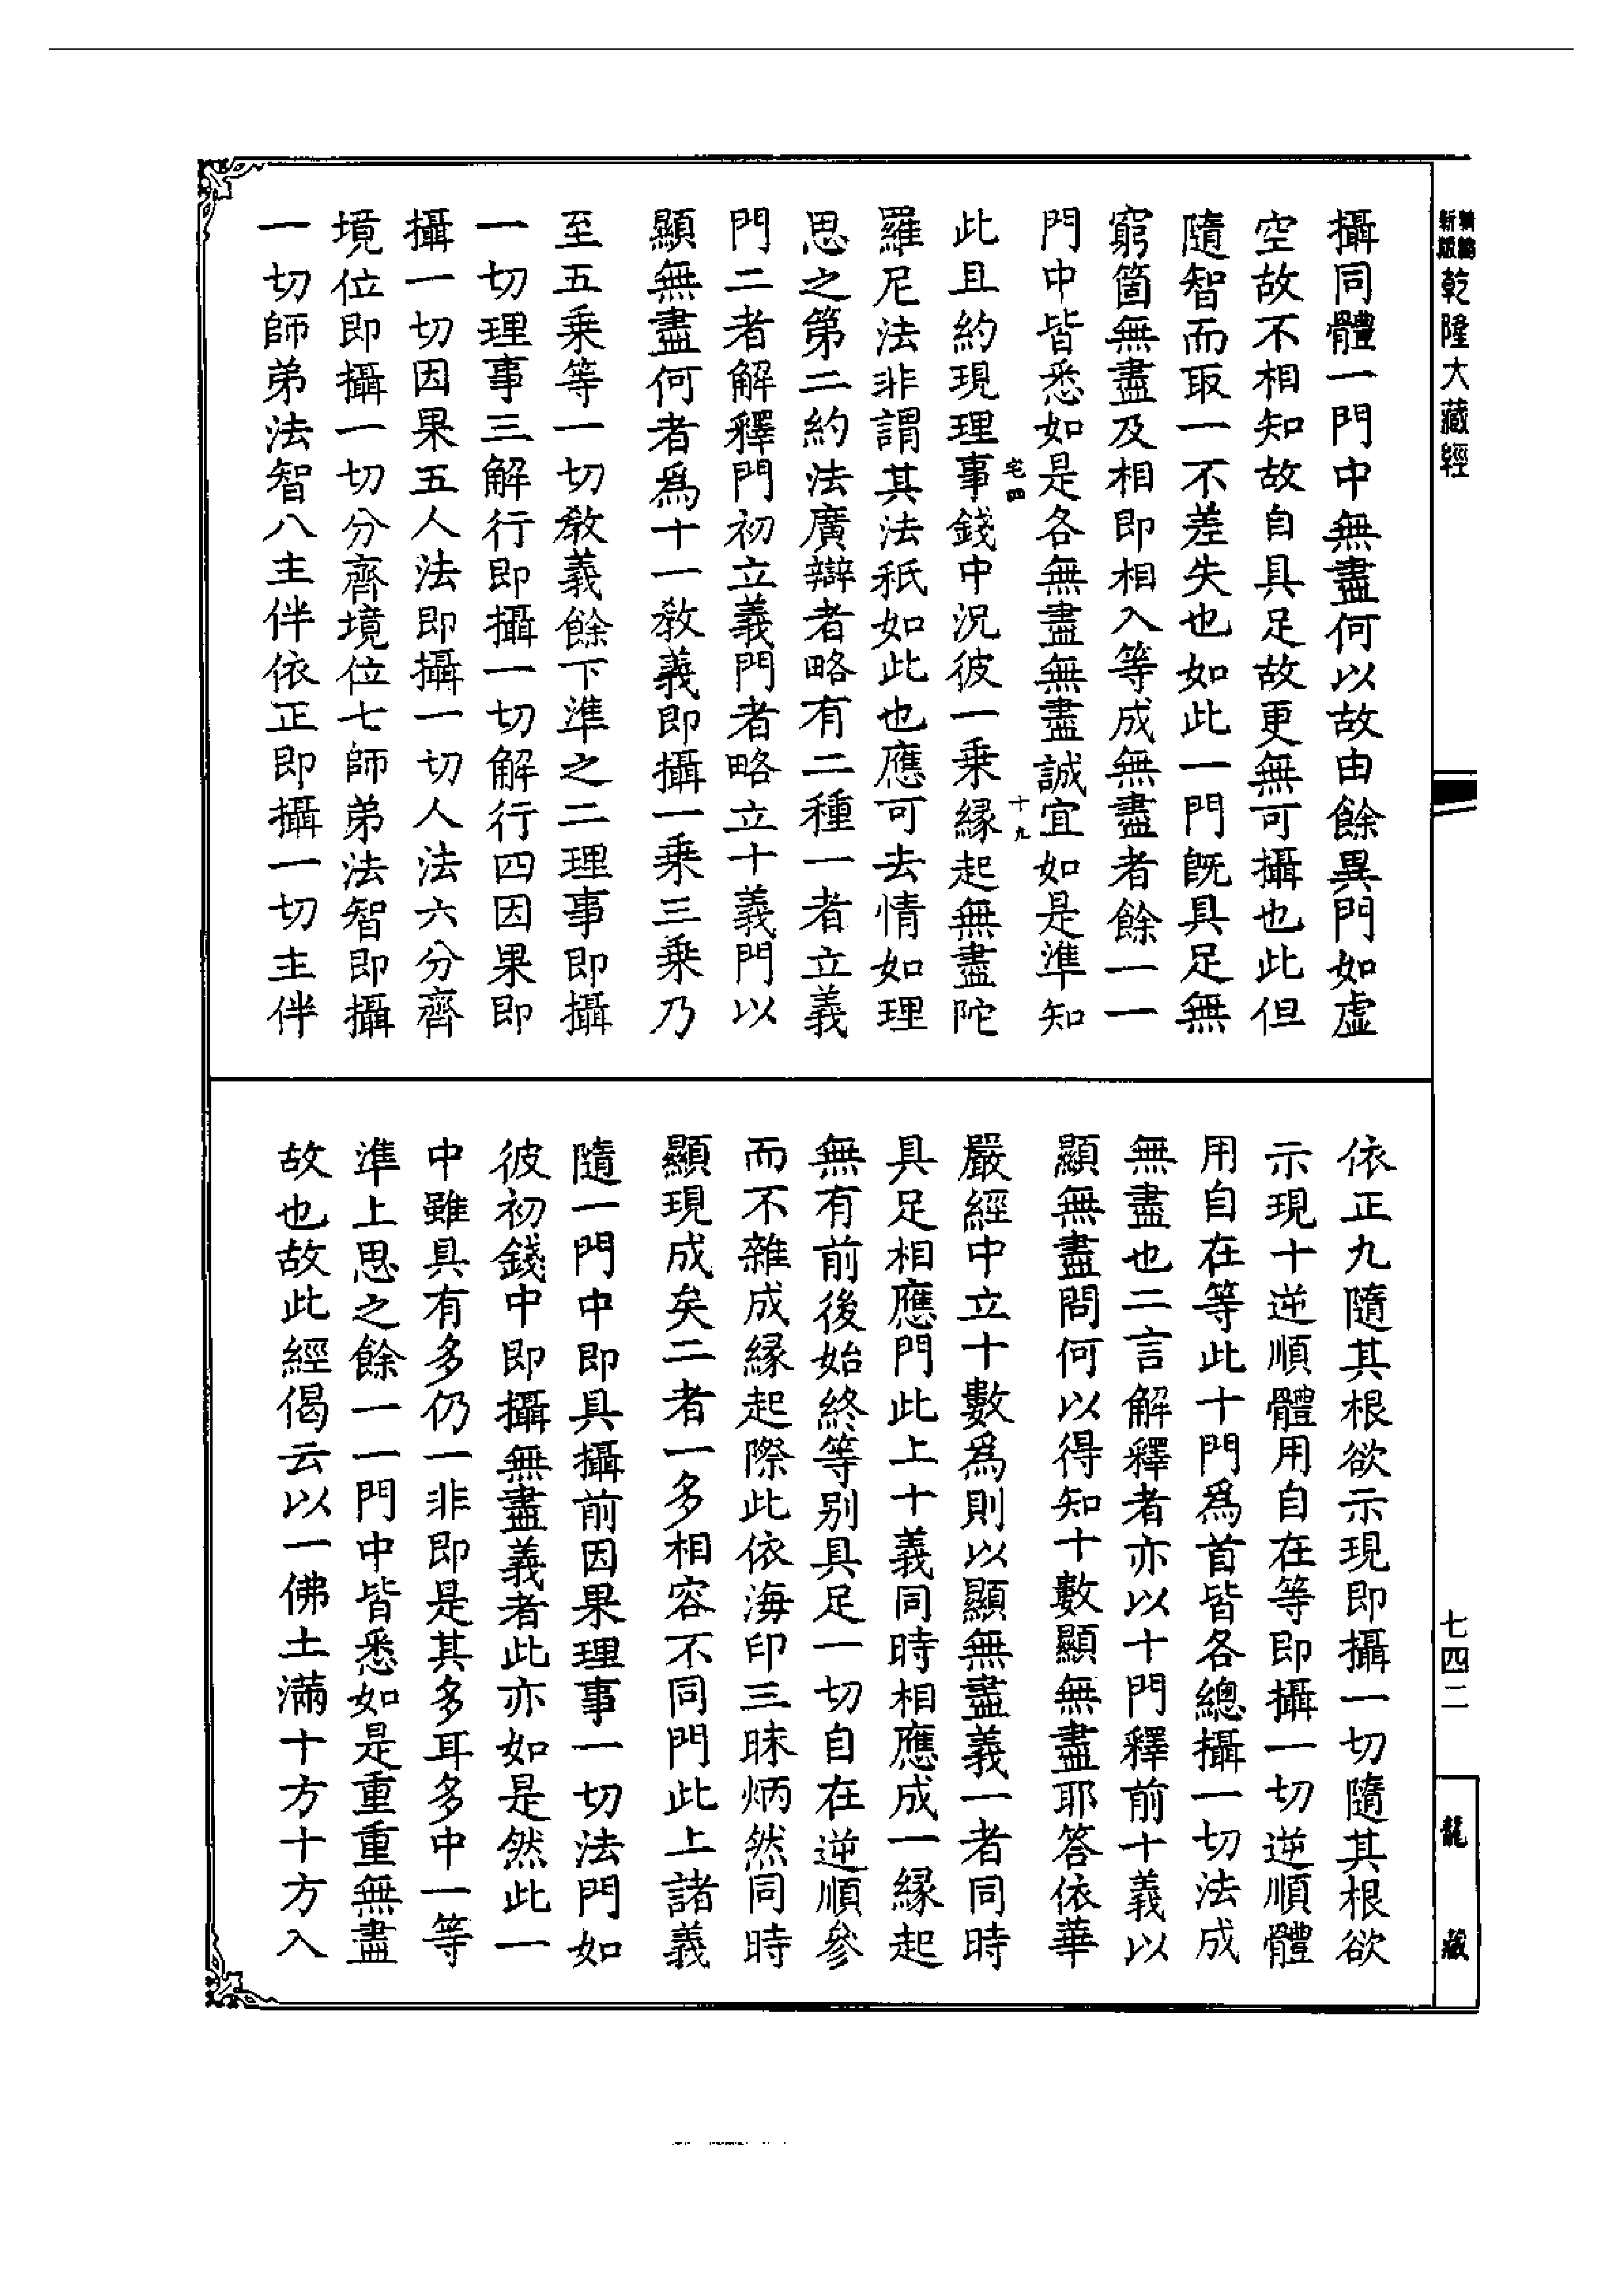 新版精縮
乾隆大藏經
七四二
龍藏
攝同體一門中無盡何以故由餘異門如虛
空故不相知故自具足故更無可攝也此但
隨智而取一不差失也如此一門旣具足無
窮箇無盡及相即相入等成無盡者餘一一
門中皆悉如是各無盡無盡誠宜如是準知
宅四
十九
此且約現理事錢中況彼一乘緣起無盡陀
羅尼法非謂其法秖如此也應可去情如理
思之第二約法廣辯者略有二種一者立義
門二者解釋門初立義門者略立十義門以
顯無盡何者爲十一教義即攝一乘三乘乃
至五乘等一切教義餘下準之二理事即攝
一切理事三解行即攝一切解行四因果即
攝一切因果五人法即攝一切人法六分齊
境位即攝一切分齊境位七師弟法智即攝
一切師弟法智八主伴依正即攝一切主伴
依正九隨其根欲示現即攝一切隨其根欲
示現十逆順體用自在等即攝一切逆順體
用自在等此十門爲首皆各總攝一切法成
無盡也二言解釋者亦以十門釋前十義以
顯無盡問何以得知十數顯無盡耶答依華
嚴經中立十數爲則以顯無盡義一者同時
具足相應門此上十義同時相應成一緣起
無有前後始終等别具足一切自在逆順參
而不雜成緣起際此依海印三昧炳然同時
顯現成矣二者一多相容不同門此上諸義
隨一門中即具攝前因果理事一切法門如
彼初錢中即攝無盡義者此亦如是然此一
中雖具有多仍一非即是其多耳多中一等
準上思之餘一一門中皆悉如是重重無盡
故也故此經偈云以一佛土滿十方十方入